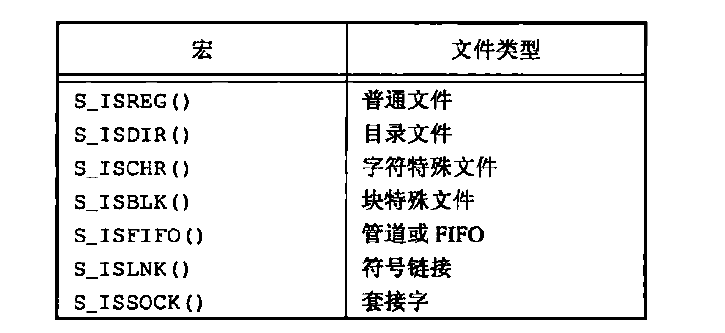 宏 文件类型
S_ISREG() 普通文件
S_ISDIR() 目录文件
S_ISCHR() 字符特殊文件
S_ISBLK() 块特殊文件
S_ISFIFO() 管道或 FIFO
S_ISLNK() 符号链接
S_ISSOCK() 套接字